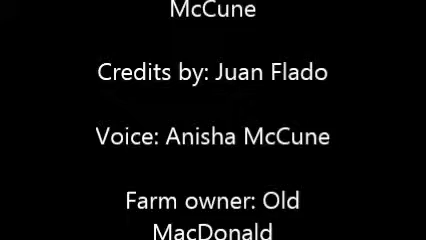 McCune
Credits by: Juan Flado
Voice: Anisha McCune
Farm owner: Old
MacDonald